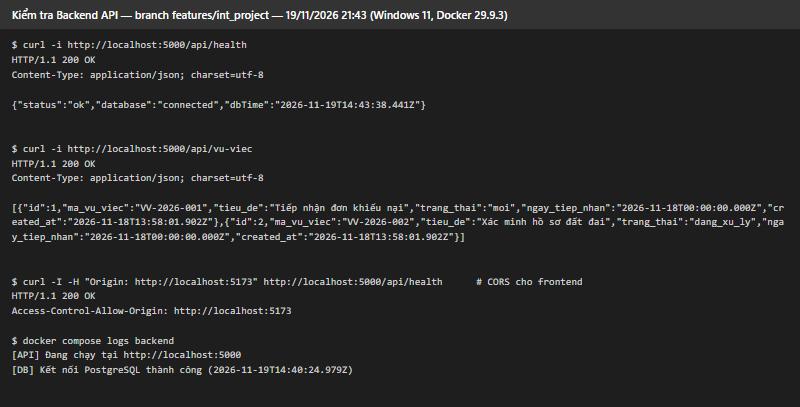 Kiểm tra Backend API — branch features/int_project — 19/11/2026 21:43 (Windows 11, Docker 29.9.3)
$ curl -i http://localhost:5000/api/health
HTTP/1.1 200 OK
Content-Type: application/json; charset=utf-8
{"status":"ok","database":"connected","dbTime":"2026-11-19T14:43:38.441Z"}
$ curl -i http://localhost:5000/api/vu-viec
HTTP/1.1 200 OK
Content-Type: application/json; charset=utf-8
[{"id":1,"ma_vu_viec":"VV-2026-001","tieu_de":"Tiếp nhận đơn khiếu nại","trang_thai":"moi","ngay_tiep_nhan":"2026-11-18T00:00:00.000Z","cr
eated_at":"2026-11-18T13:58:01.902Z"},{"id":2,"ma_vu_viec":"VV-2026-002","tieu_de":"Xác minh hồ sơ đất đai","trang_thai":"dang_xu_ly","nga
y_tiep_nhan":"2026-11-18T00:00:00.000Z","created_at":"2026-11-18T13:58:01.902Z"}]
$ curl -I -H "Origin: http://localhost:5173" http://localhost:5000/api/health # CORS cho frontend
HTTP/1.1 200 OK
Access-Control-Allow-Origin: http://localhost:5173
$ docker compose logs backend
[API] Đang chạy tại http://localhost:5000
[DB] Kết nối PostgreSQL thành công (2026-11-19T14:40:24.979Z)